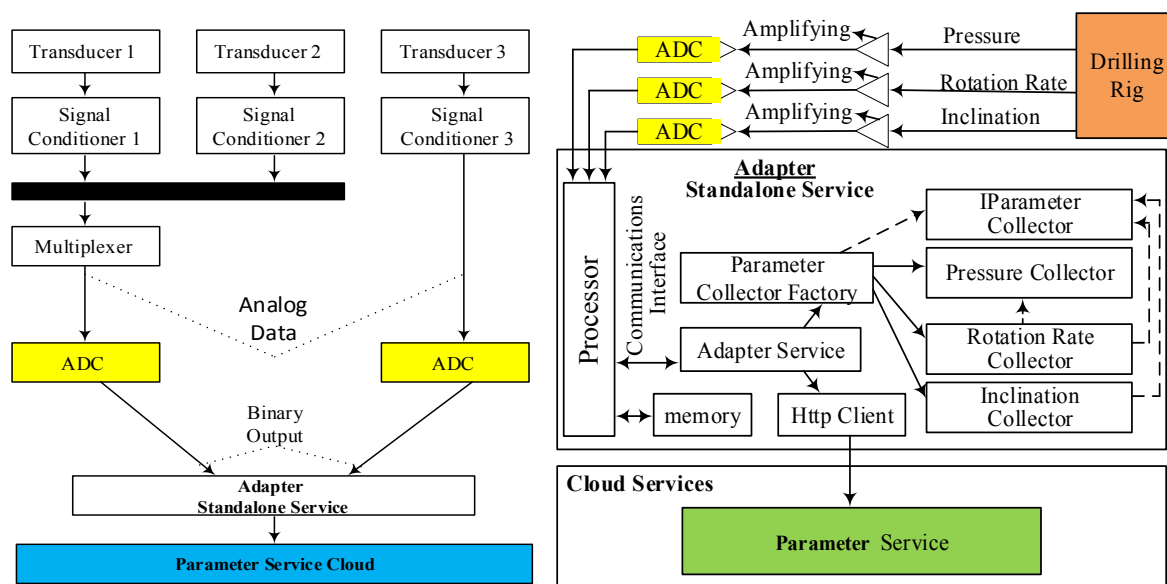 Transducer 1
Transducer 2
Transducer 3
Signal
Conditioner 1
Signal
Conditioner 2
Signal
Conditioner 3
Multiplexer
Analog
Data
ADC
ADC
Binary
Output
Adapter
Standalone Service
Parameter Service Cloud
ADC
Amplifying
Pressure
ADC
Amplifying
Rotation Rate
ADC
Amplifying
Inclination
Drilling
Rig
Adapter
Standalone Service
Processor
Communications
Interface
IParameter
Collector
Parameter
Collector Factory
Pressure Collector
Adapter Service
Rotation Rate
Collector
memory
Http Client
Inclination
Collector
Cloud Services
Parameter Service